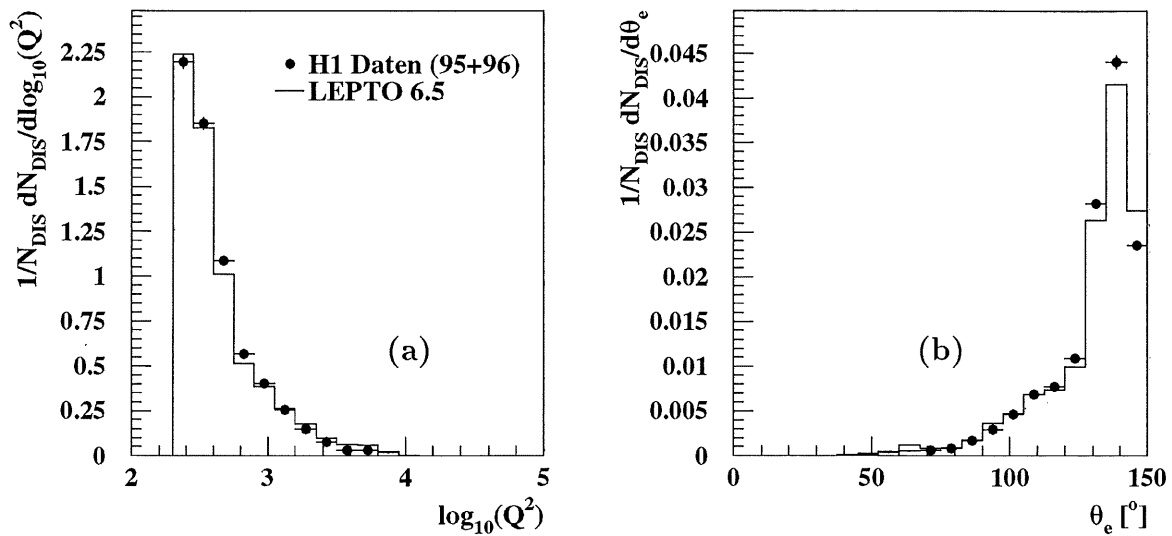 1/N_DIS dN_DIS/dlog_10(Q^2)
2.25
2
1.75
1.5
1.25
1
0.75
0.5
0.25
0
H1 Daten (95+96)
LEPTO 6.5
(a)
2 3 4 5
log_10(Q^2)
1/N_DIS dN_DIS/dθ_e
0.045
0.04
0.035
0.03
0.025
0.02
0.015
0.01
0.005
0
(b)
0 50 100 150
θ_e [°]